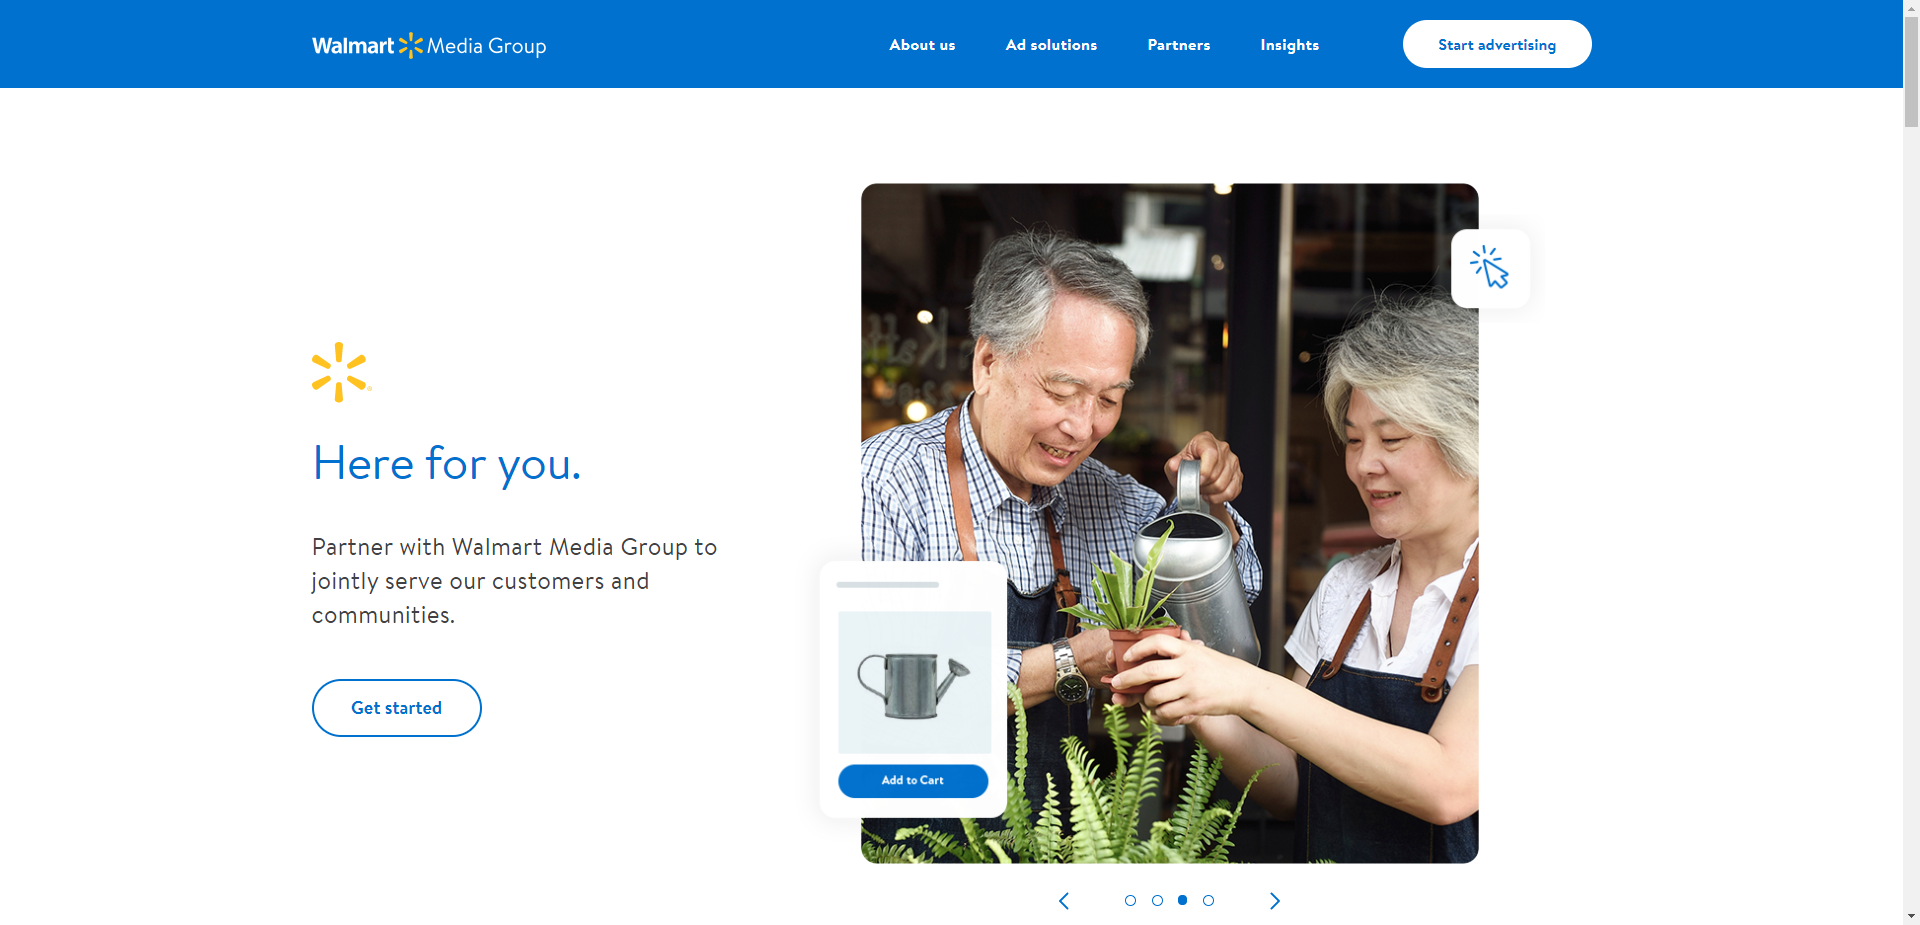 Walmart Media Group
About us
Ad solutions
Partners
Insights
Start advertising
Here for you.
Partner with Walmart Media Group to
jointly serve our customers and
communities.
Get started
Add to Cart